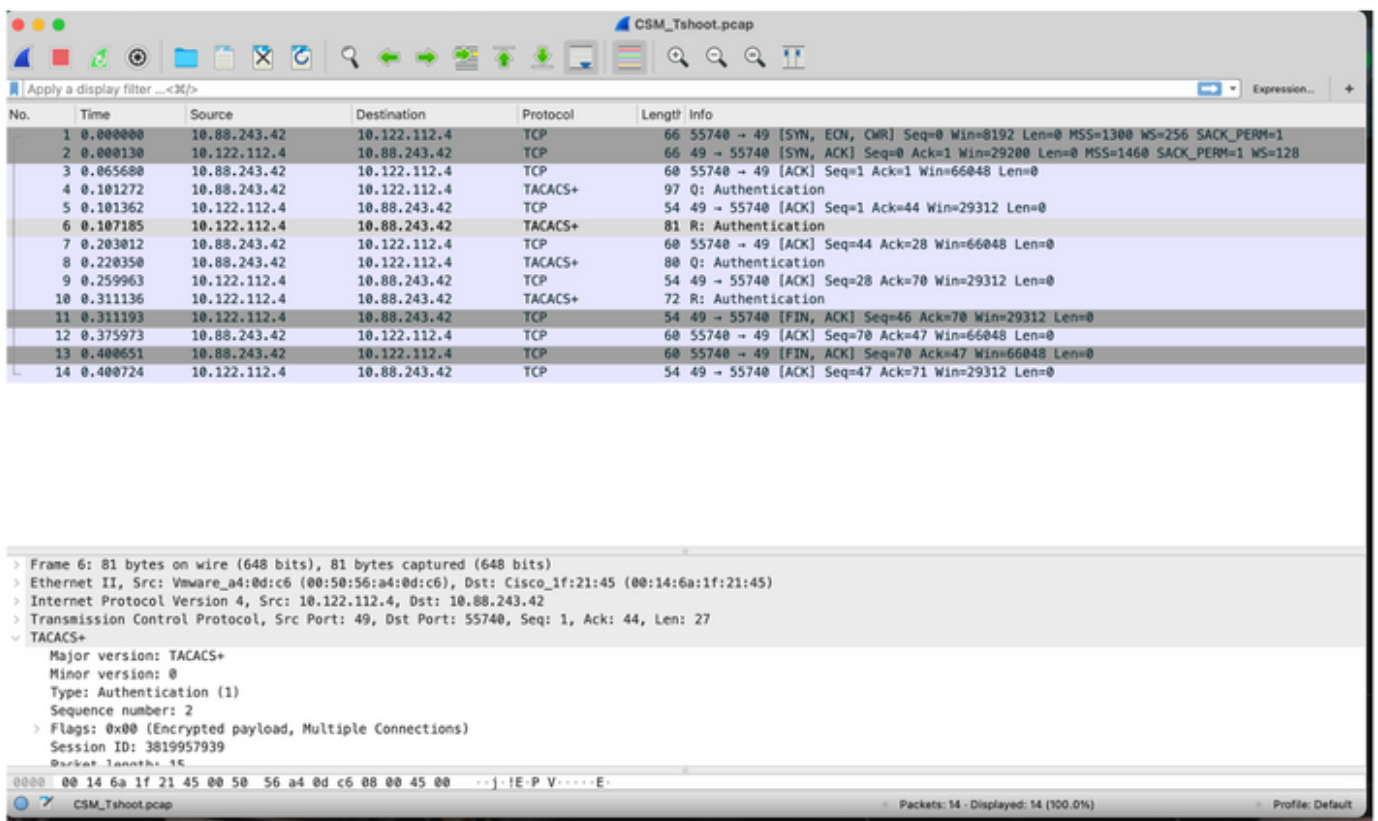 CSM_Tshoot.pcap
Apply a display filter ...<⌘/>
Expression...
+
No. Time Source Destination Protocol Length Info
1 0.000000 10.88.243.42 10.122.112.4 TCP 66 55740 → 49 [SYN, ECN, CWR] Seq=0 Win=8192 Len=0 MSS=1300 WS=256 SACK_PERM=1
2 0.000130 10.122.112.4 10.88.243.42 TCP 66 49 → 55740 [SYN, ACK] Seq=0 Ack=1 Win=29200 Len=0 MSS=1460 SACK_PERM=1 WS=128
3 0.065680 10.88.243.42 10.122.112.4 TCP 60 55740 → 49 [ACK] Seq=1 Ack=1 Win=66048 Len=0
4 0.101272 10.88.243.42 10.122.112.4 TACACS+ 97 Q: Authentication
5 0.101362 10.122.112.4 10.88.243.42 TCP 54 49 → 55740 [ACK] Seq=1 Ack=44 Win=29312 Len=0
6 0.107185 10.122.112.4 10.88.243.42 TACACS+ 81 R: Authentication
7 0.203012 10.88.243.42 10.122.112.4 TCP 60 55740 → 49 [ACK] Seq=44 Ack=28 Win=66048 Len=0
8 0.220350 10.88.243.42 10.122.112.4 TACACS+ 80 Q: Authentication
9 0.259963 10.122.112.4 10.88.243.42 TCP 54 49 → 55740 [ACK] Seq=28 Ack=70 Win=29312 Len=0
10 0.311136 10.122.112.4 10.88.243.42 TACACS+ 72 R: Authentication
11 0.311193 10.122.112.4 10.88.243.42 TCP 54 49 → 55740 [FIN, ACK] Seq=46 Ack=70 Win=29312 Len=0
12 0.375973 10.88.243.42 10.122.112.4 TCP 60 55740 → 49 [ACK] Seq=70 Ack=47 Win=66048 Len=0
13 0.400651 10.88.243.42 10.122.112.4 TCP 60 55740 → 49 [FIN, ACK] Seq=70 Ack=47 Win=66048 Len=0
14 0.400724 10.122.112.4 10.88.243.42 TCP 54 49 → 55740 [ACK] Seq=47 Ack=71 Win=29312 Len=0
Frame 6: 81 bytes on wire (648 bits), 81 bytes captured (648 bits)
Ethernet II, Src: Vmware_a4:0d:c6 (00:50:56:a4:0d:c6), Dst: Cisco_1f:21:45 (00:14:6a:1f:21:45)
Internet Protocol Version 4, Src: 10.122.112.4, Dst: 10.88.243.42
Transmission Control Protocol, Src Port: 49, Dst Port: 55740, Seq: 1, Ack: 44, Len: 27
TACACS+
Major version: TACACS+
Minor version: 0
Type: Authentication (1)
Sequence number: 2
Flags: 0x00 (Encrypted payload, Multiple Connections)
Session ID: 3819957939
Packet length: 15
0000 00 14 6a 1f 21 45 00 50 56 a4 0d c6 08 00 45 00 ··j·!E·P V·····E·
CSM_Tshoot.pcap
Packets: 14 · Displayed: 14 (100.0%)
Profile: Default